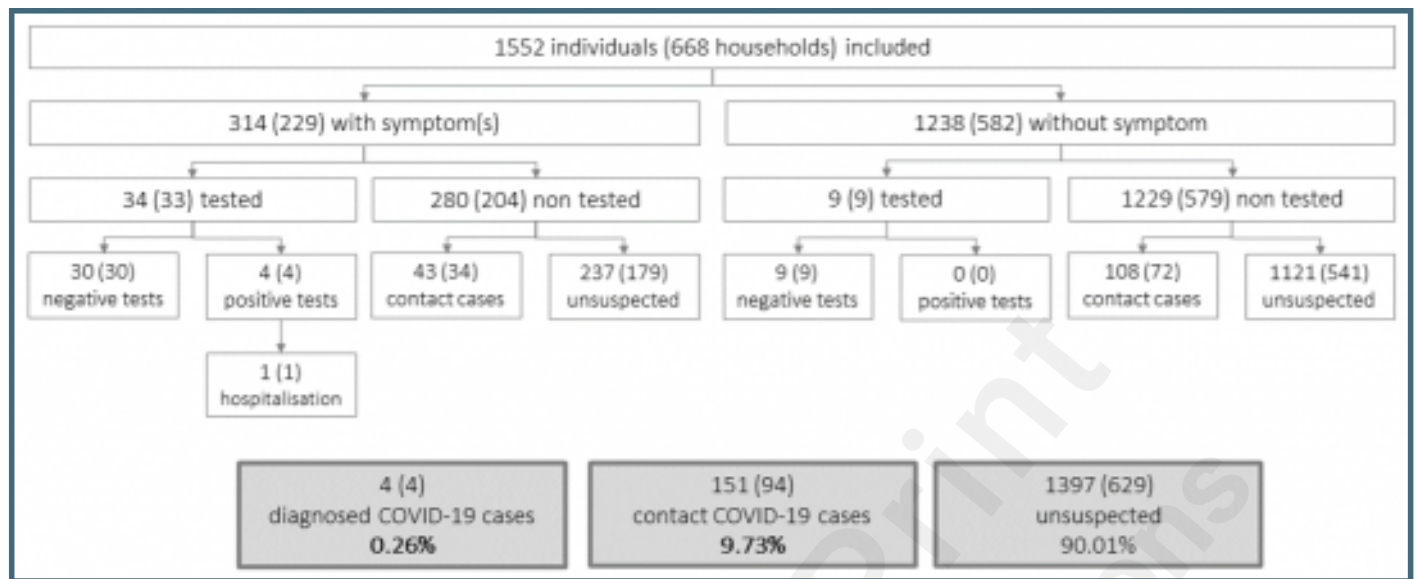 1552 individuals (668 households) included
314 (229) with symptom(s)
1238 (582) without symptom
34 (33) tested
280 (204) non tested
9 (9) tested
1229 (579) non tested
30 (30)
negative tests
4 (4)
positive tests
43 (34)
contact cases
237 (179)
unsuspected
9 (9)
negative tests
0 (0)
positive tests
108 (72)
contact cases
1121 (541)
unsuspected
1 (1)
hospitalisation
4 (4)
diagnosed COVID-19 cases
0.26%
151 (94)
contact COVID-19 cases
9.73%
1397 (629)
unsuspected
90.01%
Print